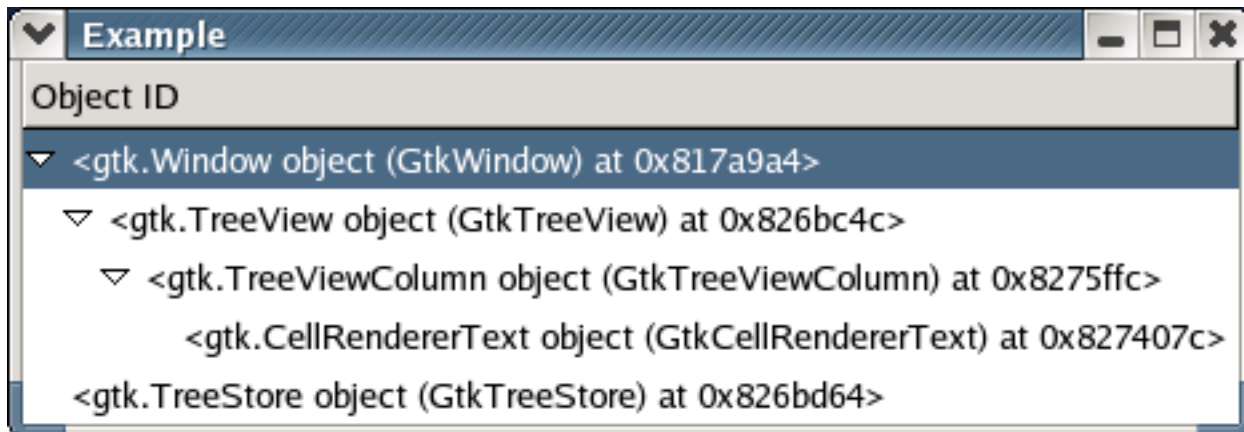 Example
Object ID
<gtk.Window object (GtkWindow) at 0x817a9a4>
<gtk.TreeView object (GtkTreeView) at 0x826bc4c>
<gtk.TreeViewColumn object (GtkTreeViewColumn) at 0x8275ffc>
<gtk.CellRendererText object (GtkCellRendererText) at 0x827407c>
<gtk.TreeStore object (GtkTreeStore) at 0x826bd64>